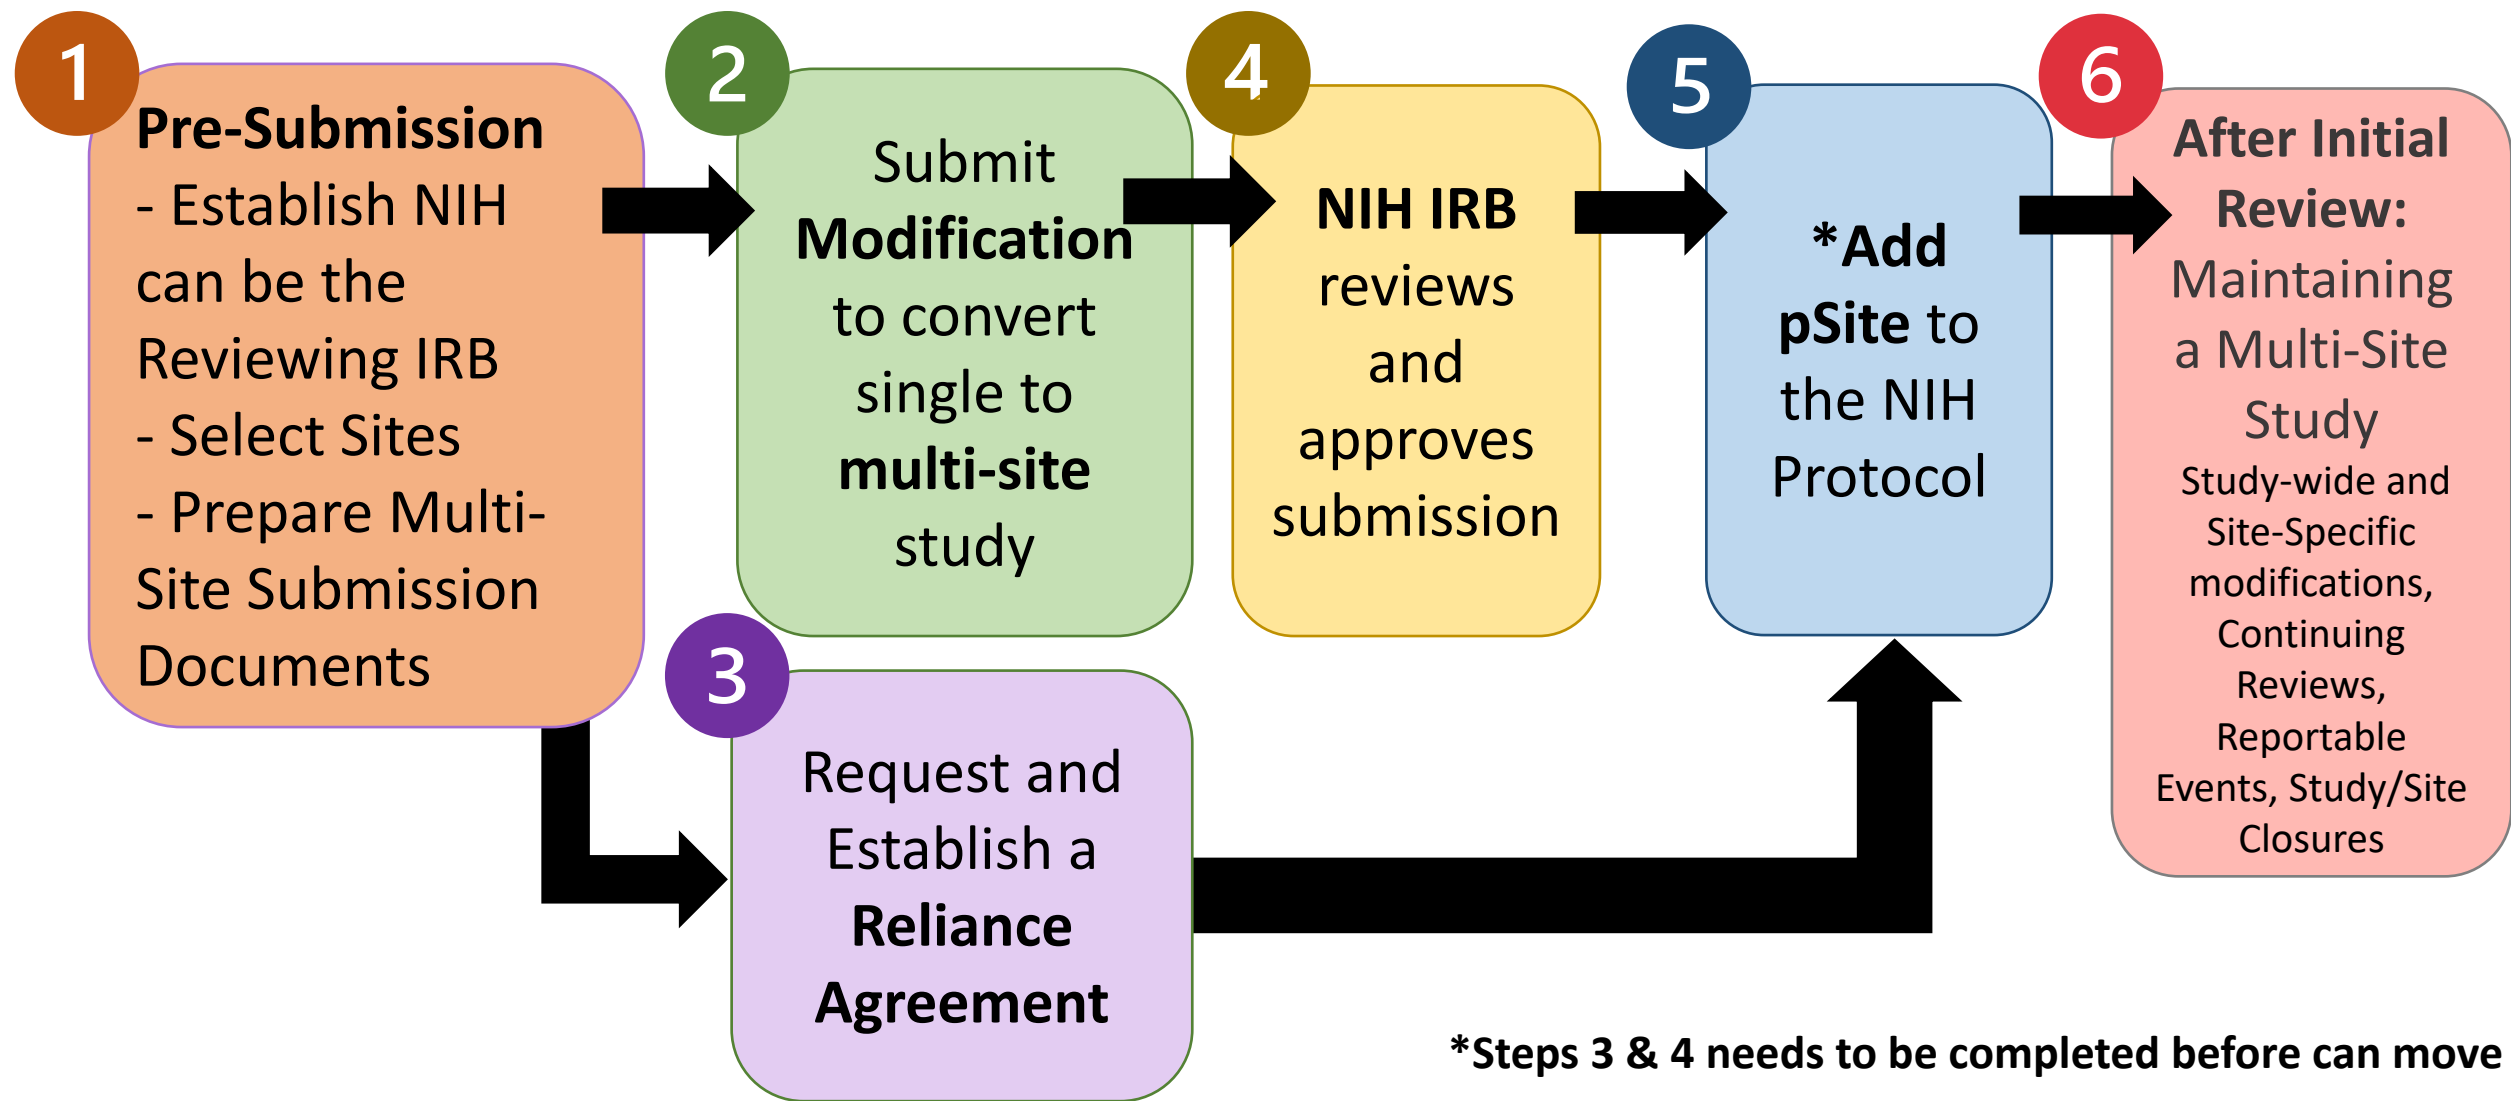 1
Pre-Submission
- Establish NIH
can be the
Reviewing IRB
- Select Sites
- Prepare Multi-
Site Submission
Documents
2
Submit
Modification
to convert
single to
multi-site
study
3
Request and
Establish a
Reliance
Agreement
4
NIH IRB
reviews
and
approves
submission
5
*Add
pSite to
the NIH
Protocol
6
After Initial
Review:
Maintaining
a Multi-Site
Study
Study-wide and
Site-Specific
modifications,
Continuing
Reviews,
Reportable
Events, Study/Site
Closures
*Steps 3 & 4 needs to be completed before can move